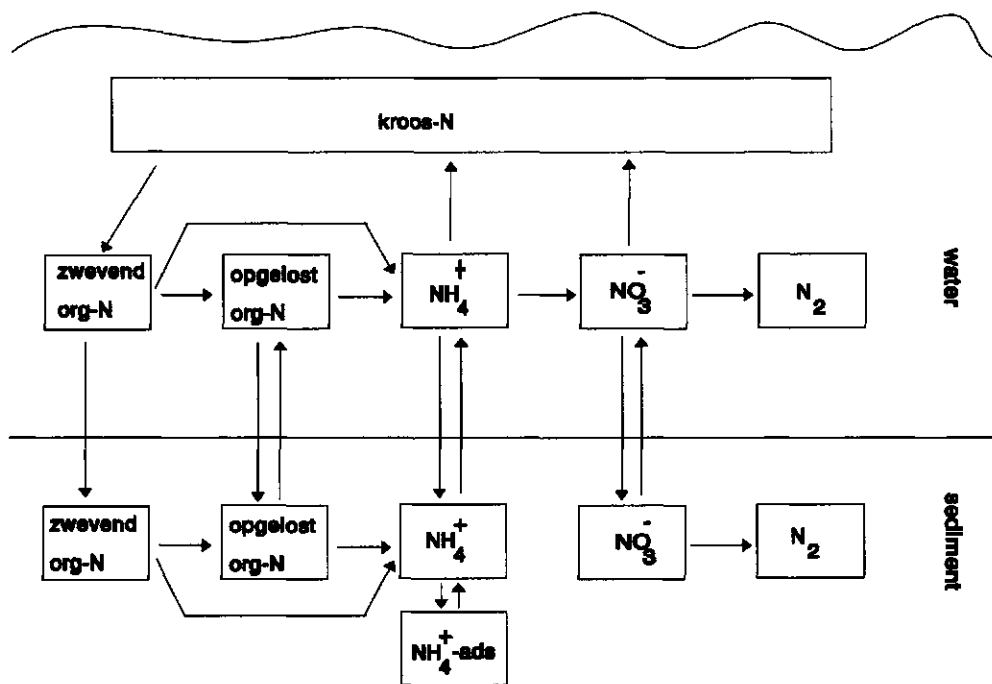 kroos-N
zwevend
org-N
opgelost
org-N
NH4+
NO3-
N2
water
zwevend
org-N
opgelost
org-N
NH4+
NO3-
N2
sediment
NH4+-ads